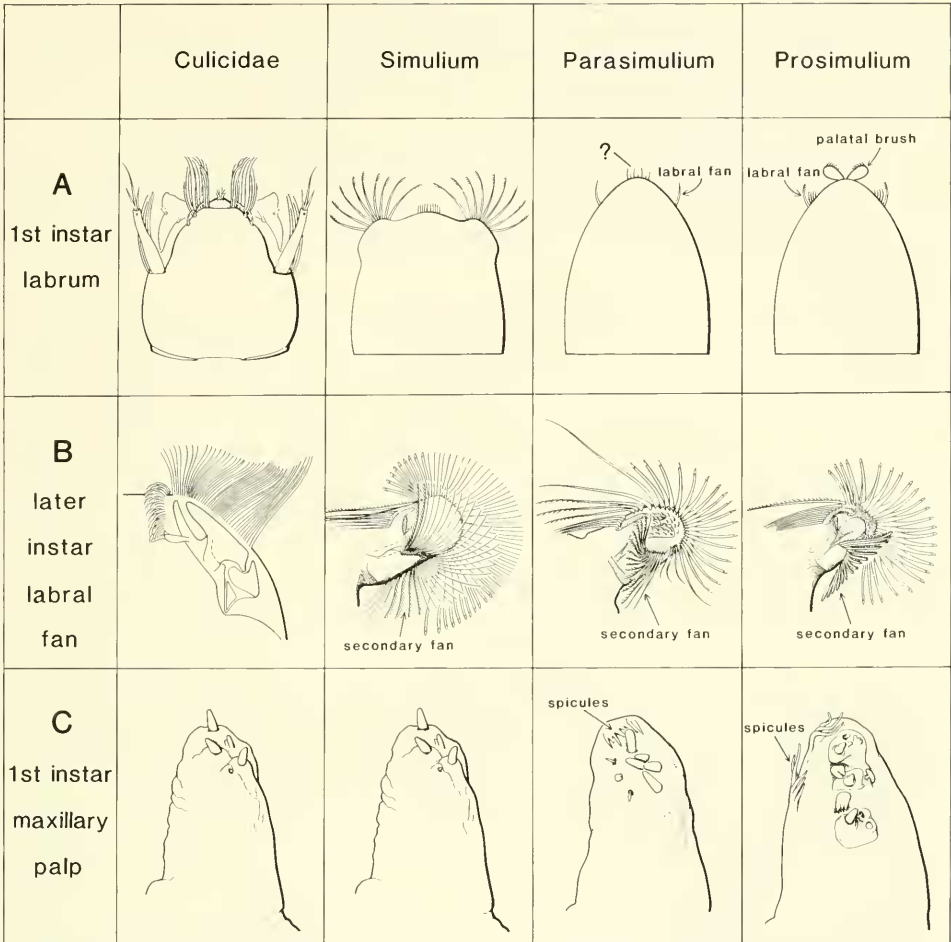 Culicidae
Simulium
Parasimulium
Prosimulium
A
1st instar
labrum
?
labral fan
palatal brush
labral fan
B
later
instar
labral
fan
secondary fan
secondary fan
secondary fan
C
1st instar
maxillary
palp
spicules
spicules